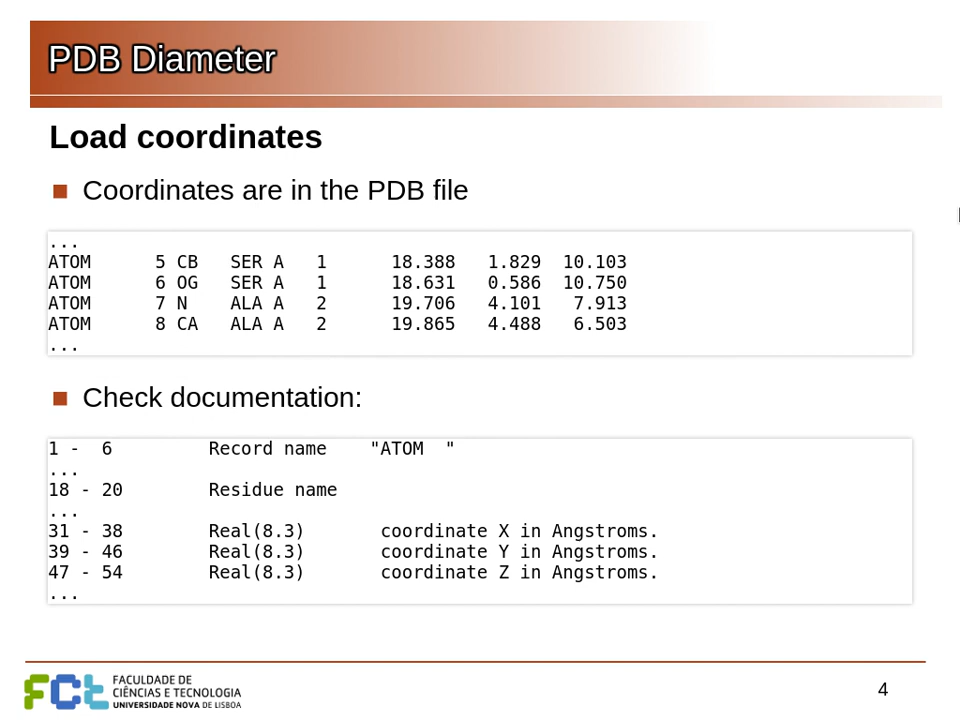 PDB Diameter
Load coordinates
Coordinates are in the PDB file
...
ATOM      5 CB   SER A   1      18.388   1.829  10.103
ATOM      6 OG   SER A   1      18.631   0.586  10.750
ATOM      7 N    ALA A   2      19.706   4.101   7.913
ATOM      8 CA   ALA A   2      19.865   4.488   6.503
...
Check documentation:
1 -  6         Record name    "ATOM  "
...
18 - 20        Residue name
...
31 - 38        Real(8.3)       coordinate X in Angstroms.
39 - 46        Real(8.3)       coordinate Y in Angstroms.
47 - 54        Real(8.3)       coordinate Z in Angstroms.
...
FCt
FACULDADE DE
CIÊNCIAS E TECNOLOGIA
UNIVERSIDADE NOVA DE LISBOA
4